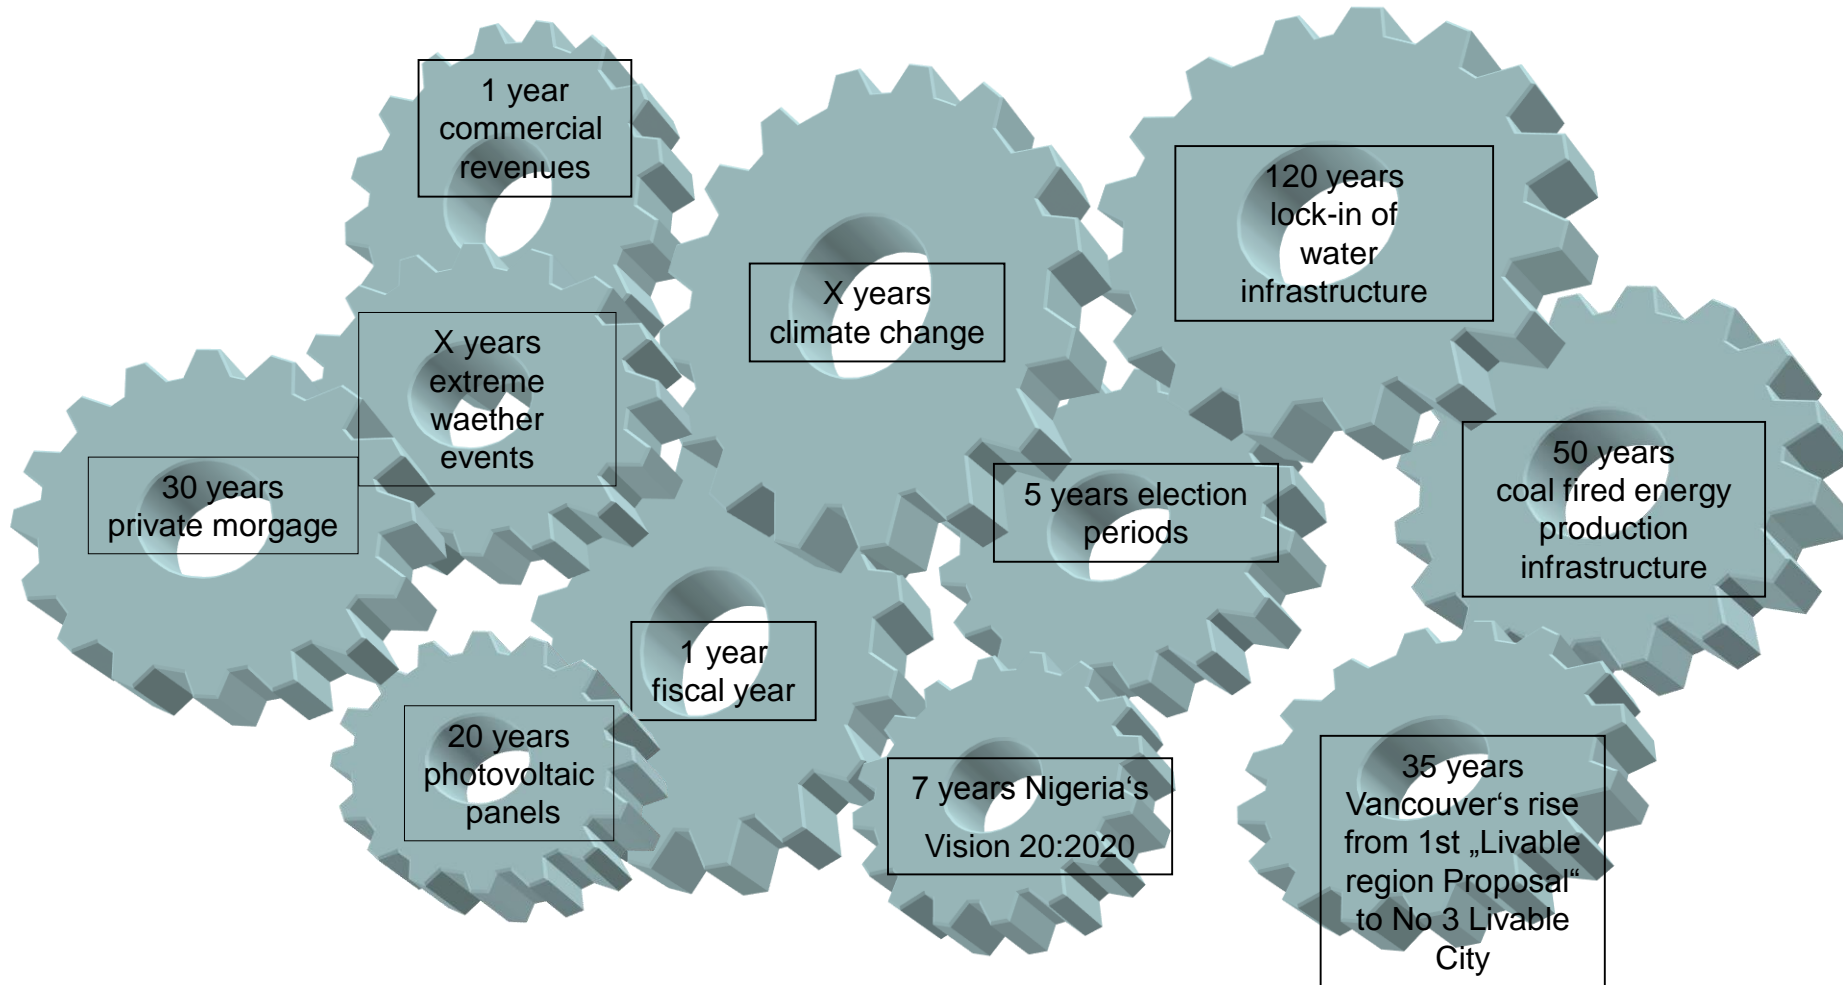 1 year
commercial
revenues
X years
climate change
120 years
lock-in of
water
infrastructure
X years
extreme
waether
events
30 years
private morgage
5 years election
periods
50 years
coal fired energy
production
infrastructure
1 year
fiscal year
20 years
photovoltaic
panels
7 years Nigeria‘s
Vision 20:2020
35 years
Vancouver‘s rise
from 1st „Livable
region Proposal“
to No 3 Livable
City